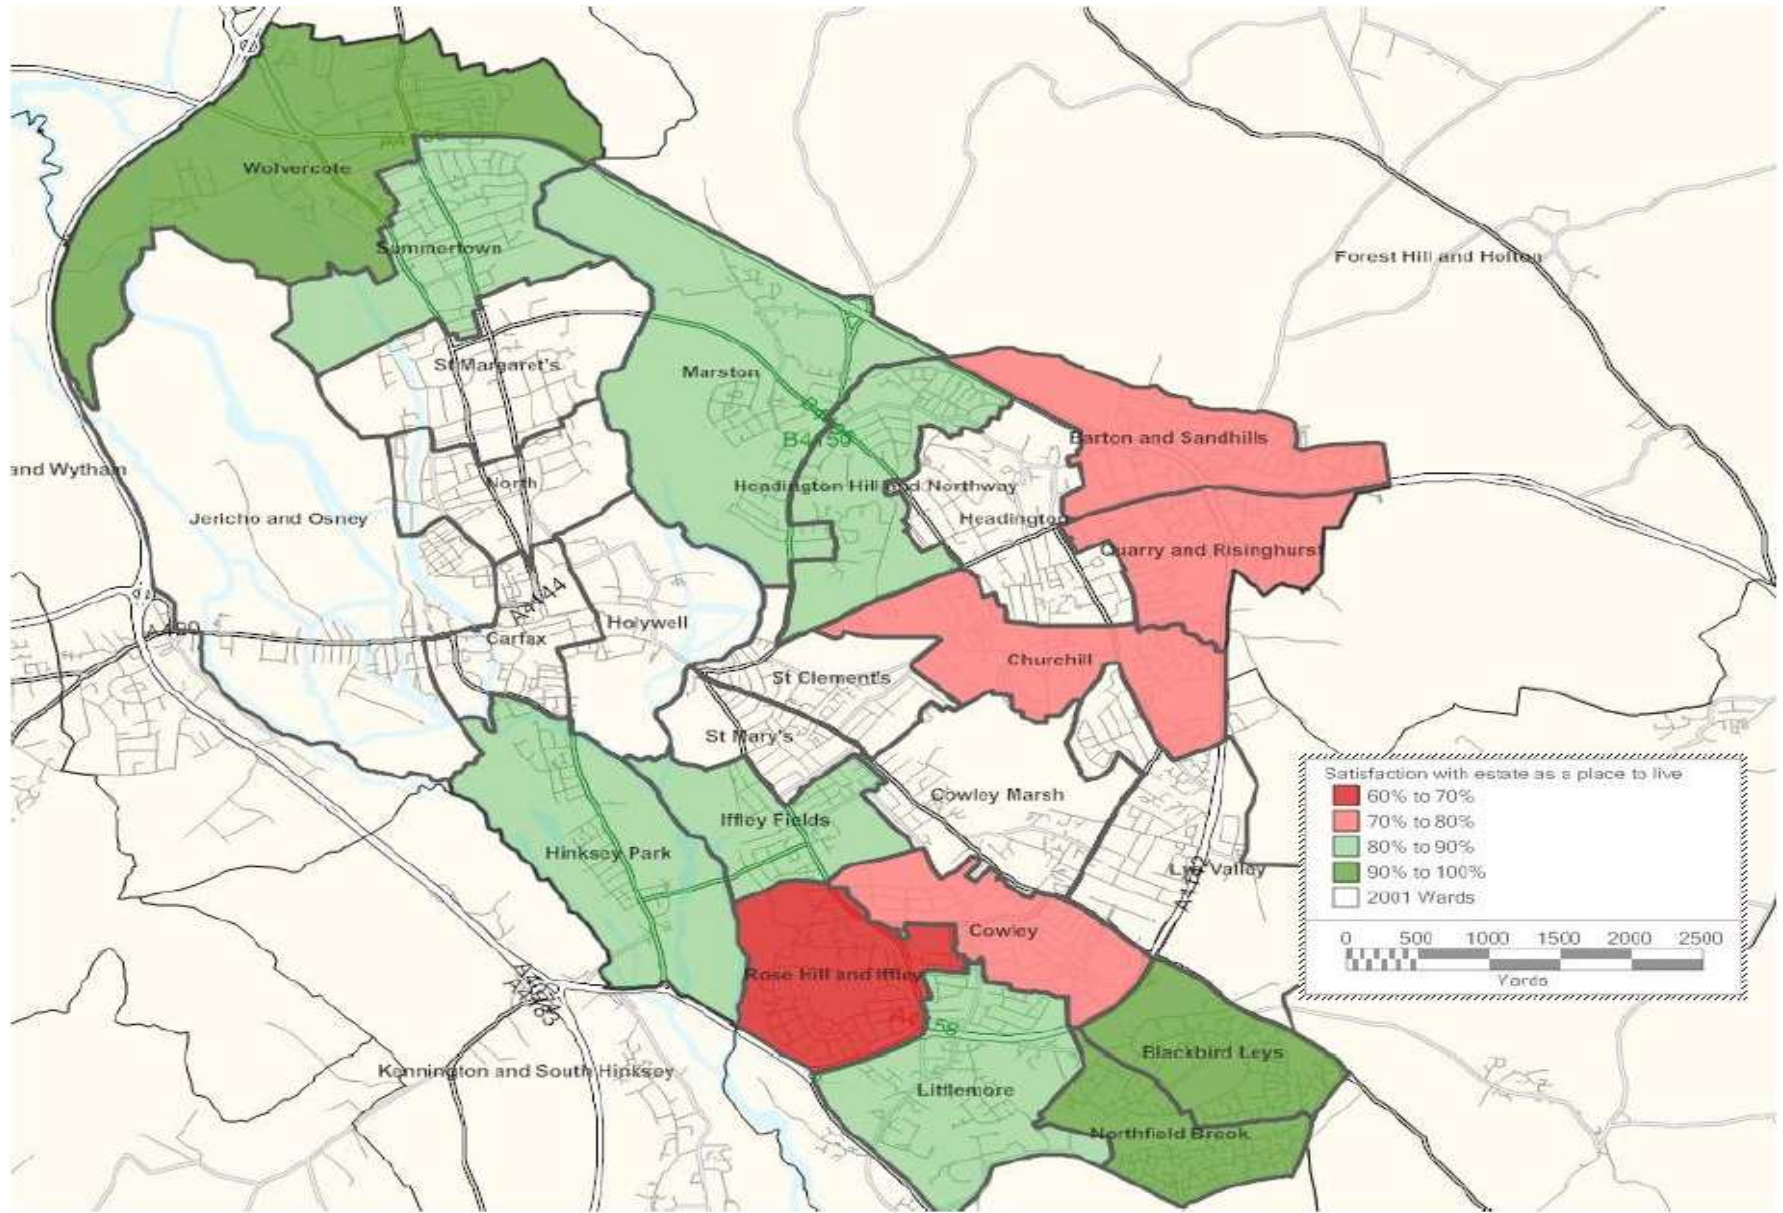 Wolvercote
Summertown
Forest Hill and Holton
St Margaret's
Marston
B4150
Barton and Sandhills
and Wytham
North
Headington Hill and Northway
Jericho and Osney
Headington
Quarry and Risinghurst
A4144
A420
Carfax
Holywell
Churchill
St Clement's
St Mary's
Cowley Marsh
Iffley Fields
Hinksey Park
Lye Valley
Cowley
Rose Hill and Iffley
Blackbird Leys
Kennington and South Hinksey
Littlemore
Northfield Brook
Satisfaction with estate as a place to live
60% to 70%
70% to 80%
80% to 90%
90% to 100%
2001 Wards
0 500 1000 1500 2000 2500
Yards